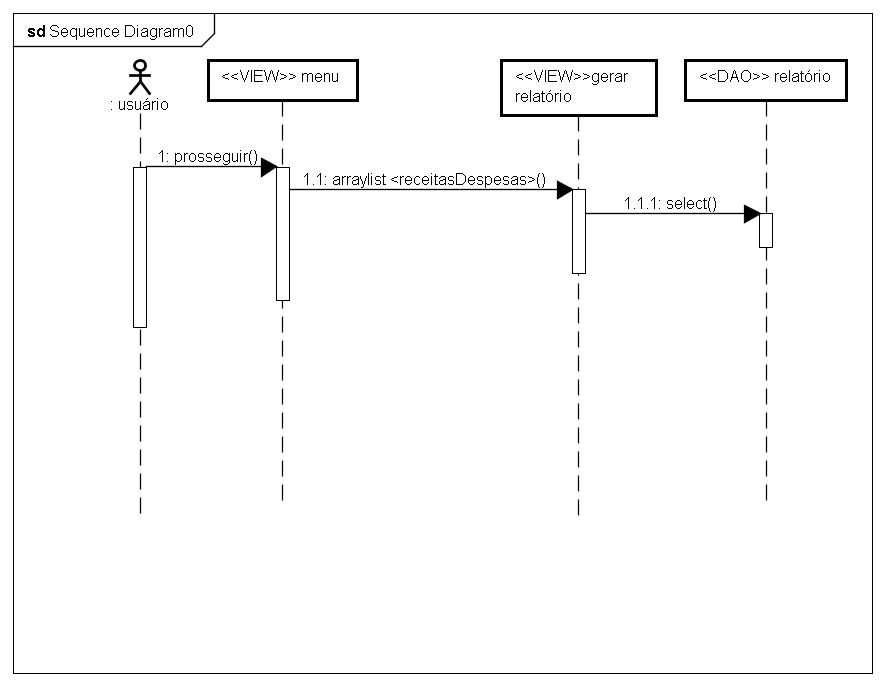 sd Sequence Diagram0
: usuário
<<VIEW>> menu
<<VIEW>>gerar
relatório
<<DAO>> relatório
1: prosseguir()
1.1: arraylist <receitasDespesas>()
1.1.1: select()